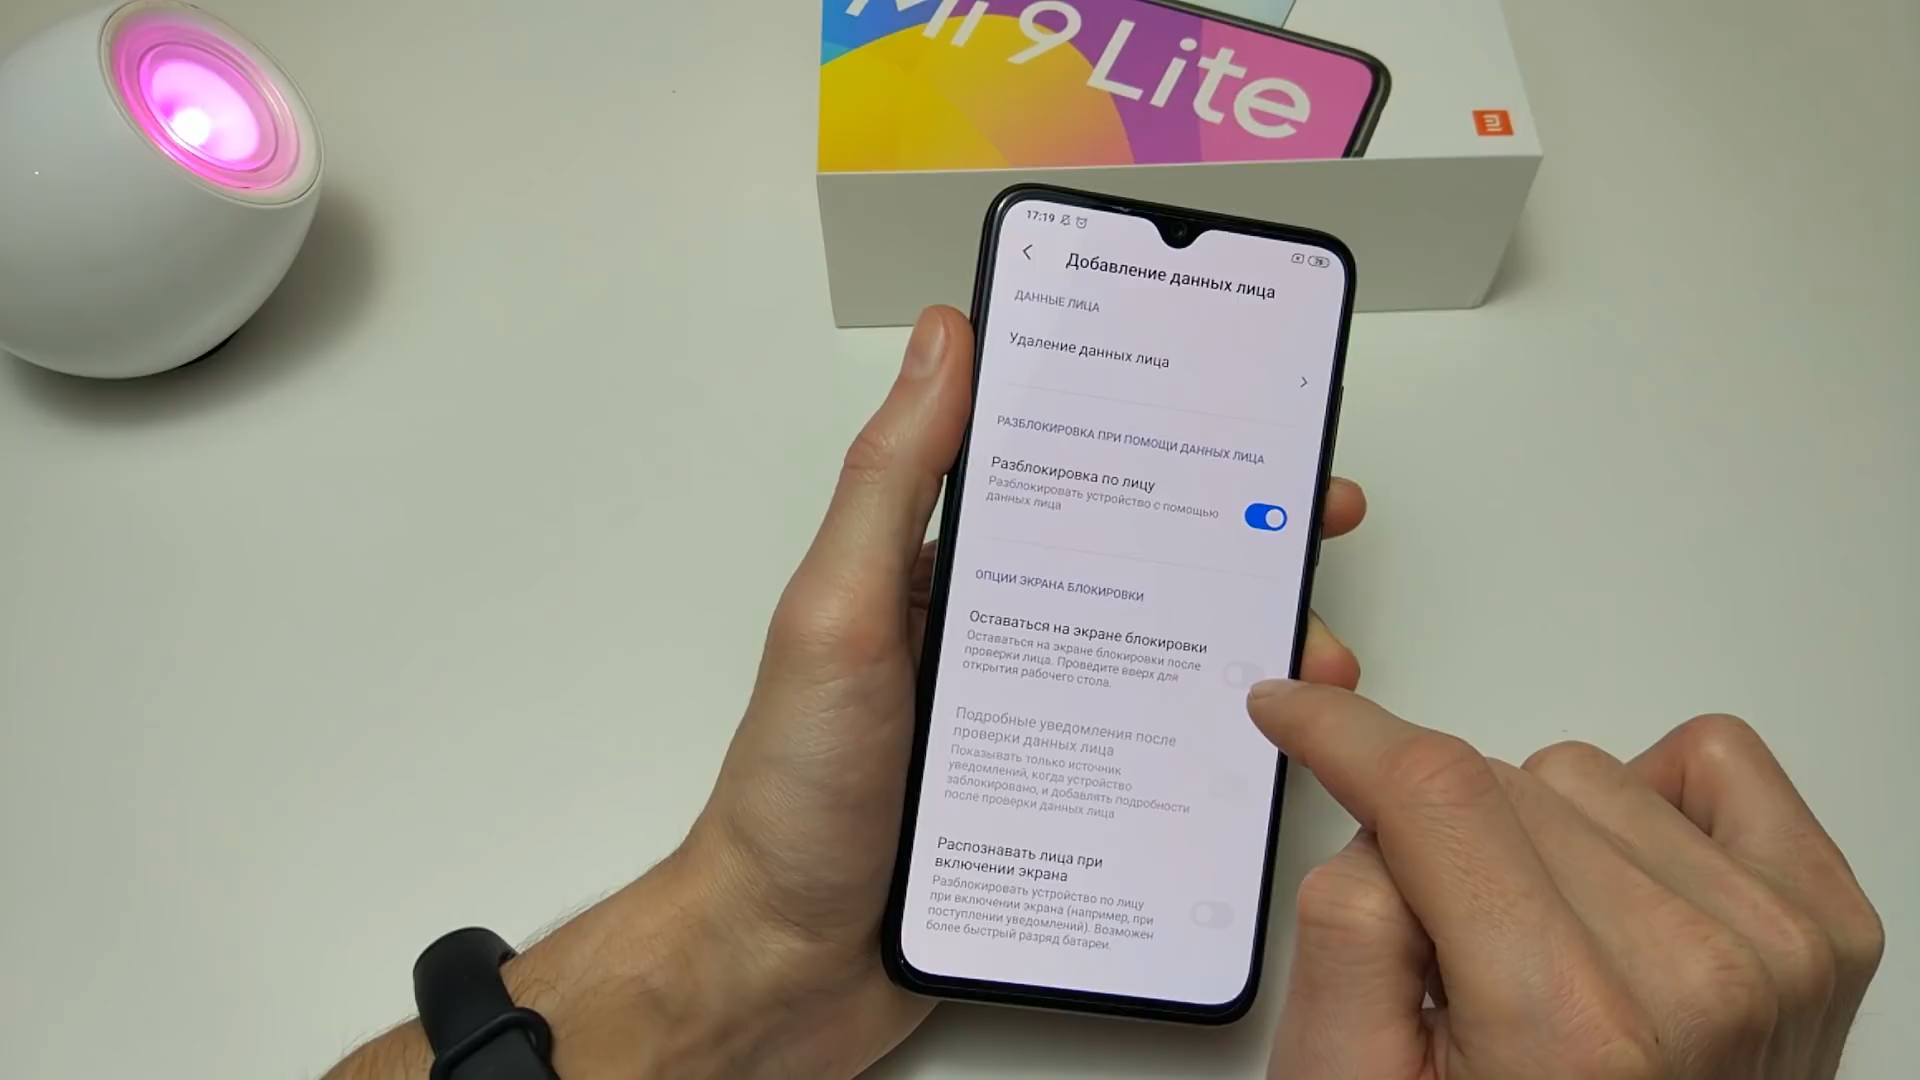 Mi 9 Lite
17:19
78
Добавление данных лица
ДАННЫЕ ЛИЦА
Удаление данных лица
РАЗБЛОКИРОВКА ПРИ ПОМОЩИ ДАННЫХ ЛИЦА
Разблокировка по лицу
Разблокировать устройство с помощью
данных лица
ОПЦИИ ЭКРАНА БЛОКИРОВКИ
Оставаться на экране блокировки
Оставаться на экране блокировки после
проверки лица. Проведите вверх для
открытия рабочего стола.
Подробные уведомления после
проверки данных лица
Показывать только источник
уведомлений, когда устройство
заблокировано, и добавлять подробности
после проверки данных лица
Распознавать лица при
включении экрана
Разблокировать устройство по лицу
при включении экрана (например, при
поступлении уведомлений). Возможен
более быстрый разряд батареи.